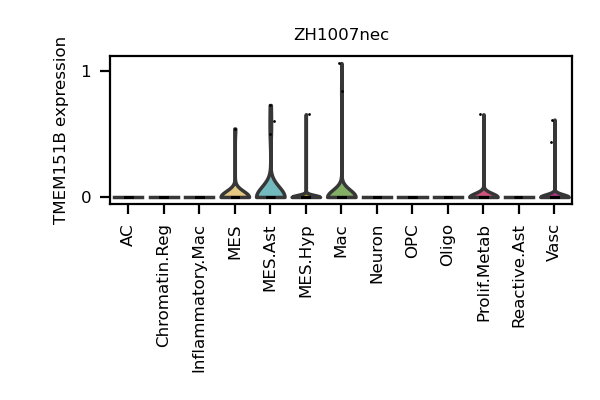 ZH1007nec
TMEM151B expression
1
0
AC
Chromatin.Reg
Inflammatory.Mac
MES
MES.Ast
MES.Hyp
Mac
Neuron
OPC
Oligo
Prolif.Metab
Reactive.Ast
Vasc